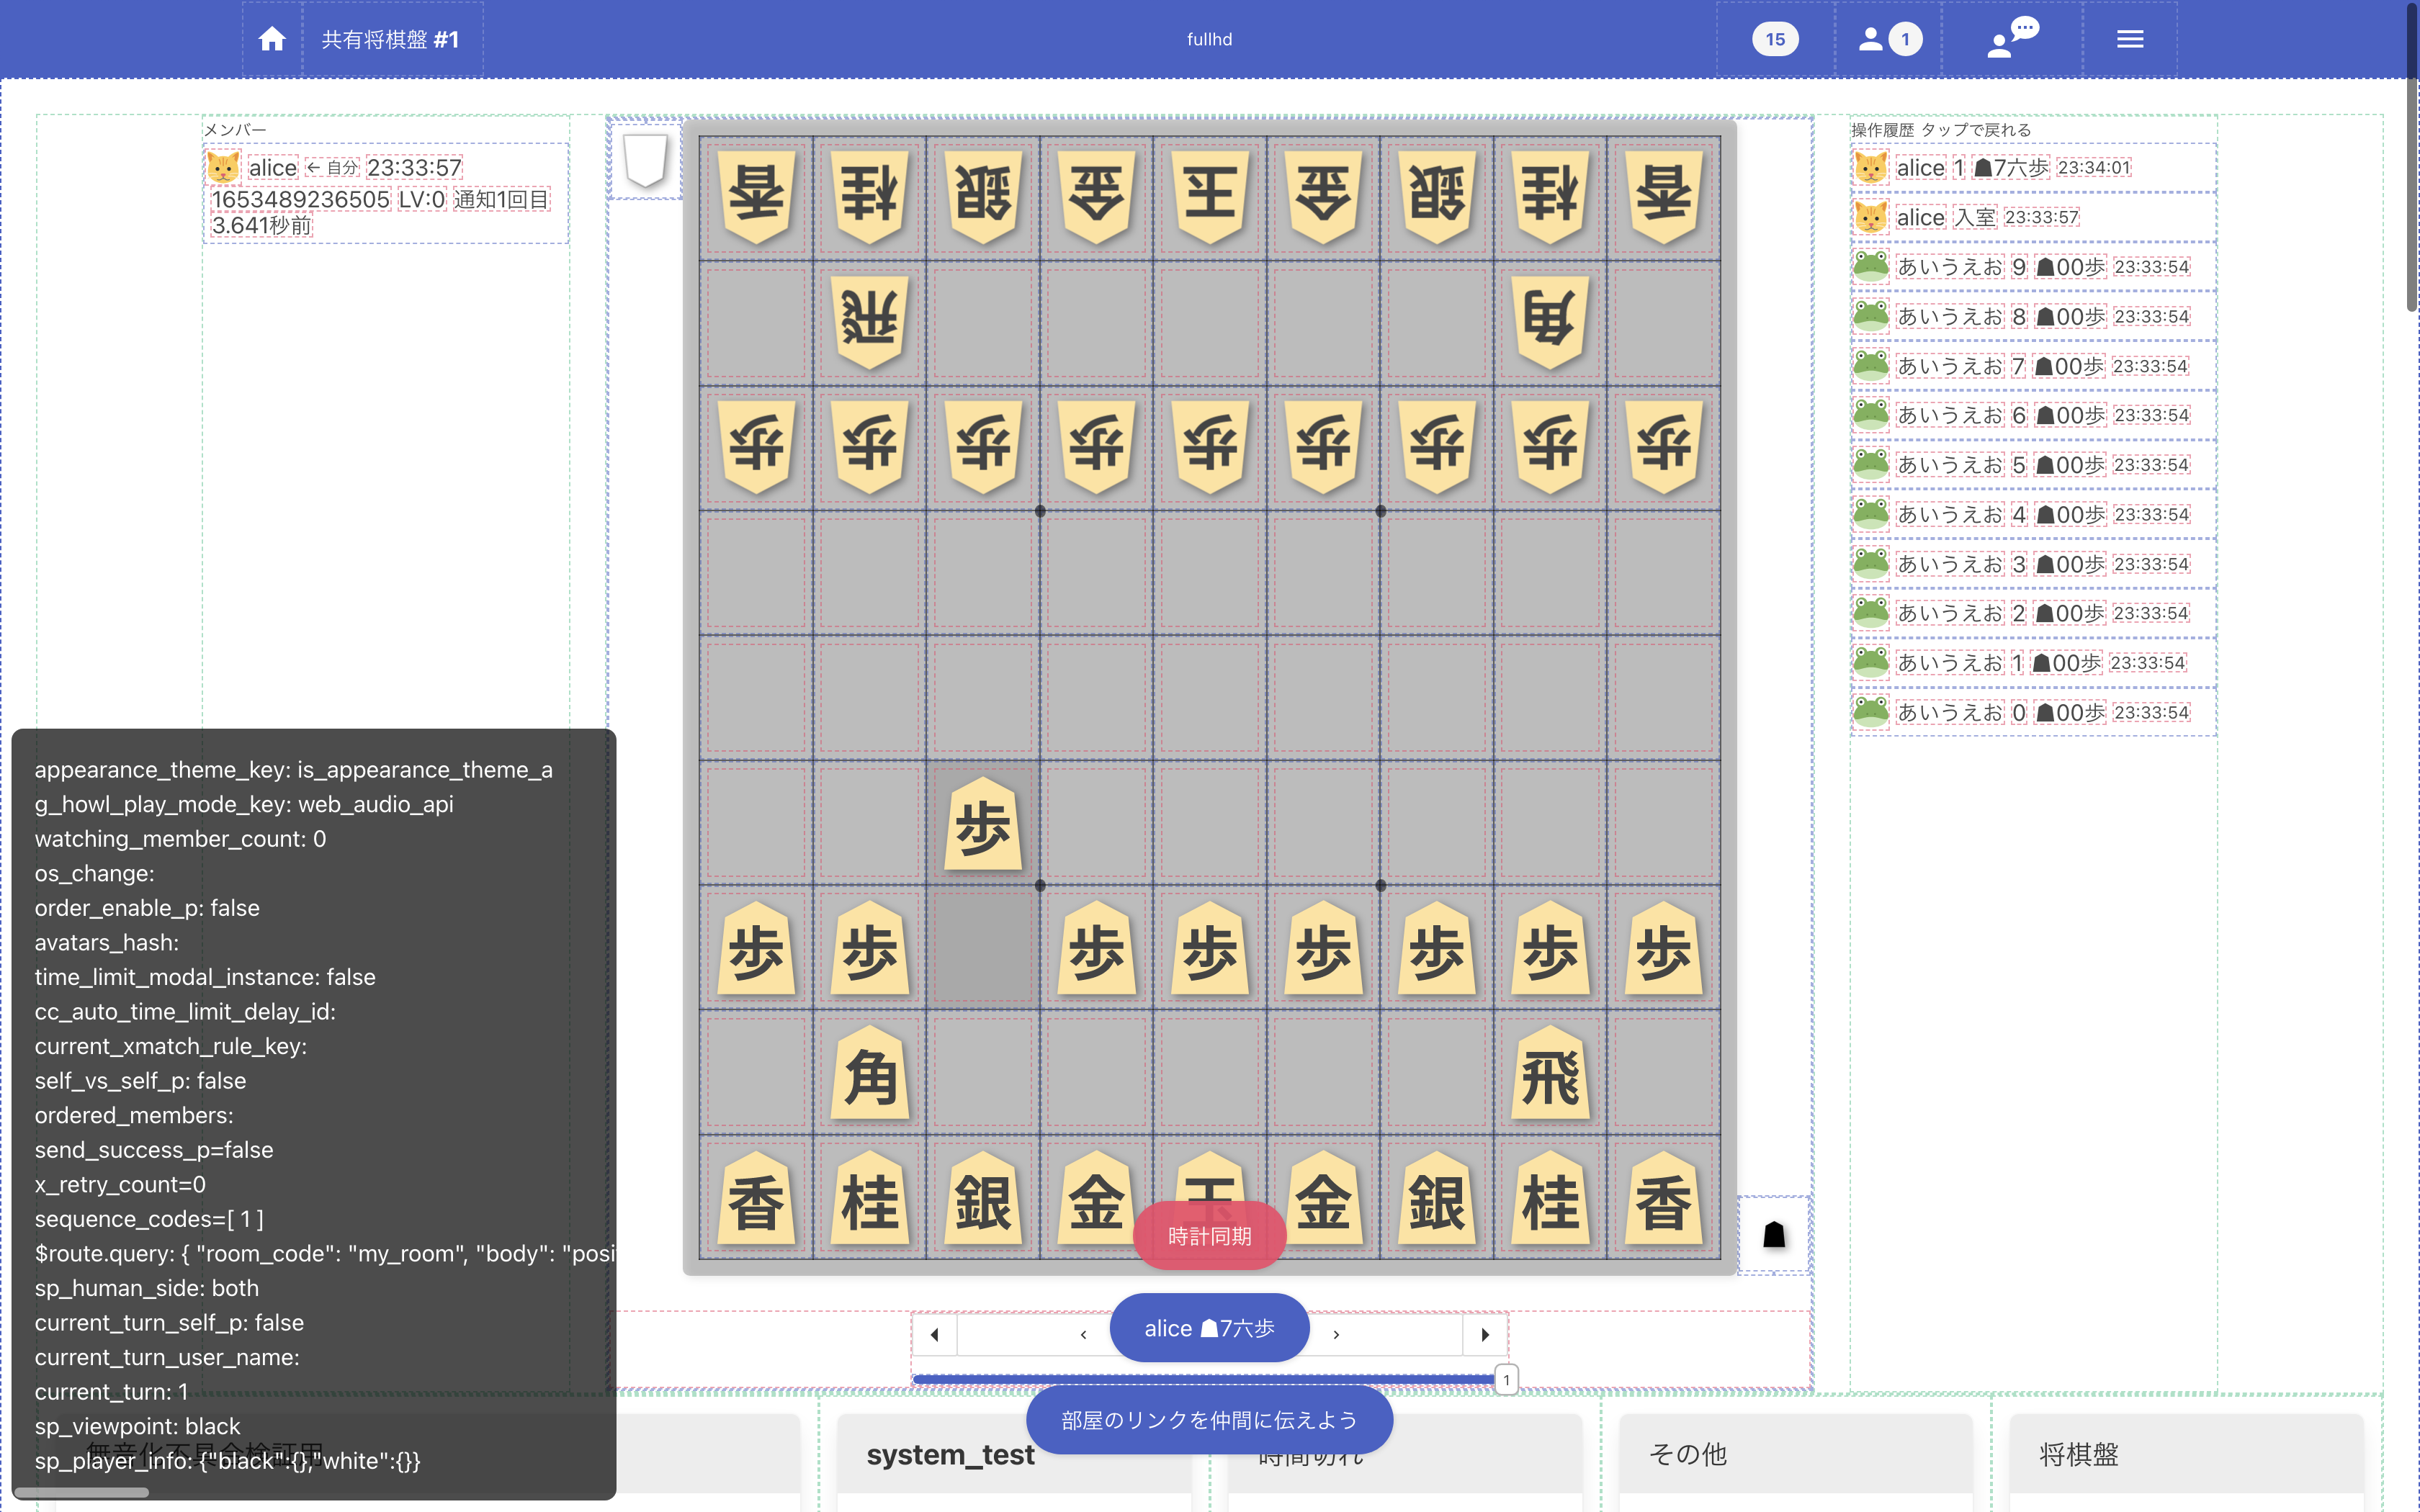 共有将棋盤 #1
fullhd
15
1
メンバー
alice ← 自分 23:33:57
1653489236505 LV:0 通知1回目
3.641秒前
香 桂 銀 金 玉 金 銀 桂 香
飛 角
歩 歩 歩 歩 歩 歩 歩 歩 歩
歩
歩 歩 歩 歩 歩 歩 歩 歩
角 飛
香 桂 銀 金 玉 金 銀 桂 香
時計同期
alice ☗7六歩
1
部屋のリンクを仲間に伝えよう
操作履歴 タップで戻れる
alice 1 ☗7六歩 23:34:01
alice 入室 23:33:57
あいうえお 9 ☗00歩 23:33:54
あいうえお 8 ☗00歩 23:33:54
あいうえお 7 ☗00歩 23:33:54
あいうえお 6 ☗00歩 23:33:54
あいうえお 5 ☗00歩 23:33:54
あいうえお 4 ☗00歩 23:33:54
あいうえお 3 ☗00歩 23:33:54
あいうえお 2 ☗00歩 23:33:54
あいうえお 1 ☗00歩 23:33:54
あいうえお 0 ☗00歩 23:33:54
appearance_theme_key: is_appearance_theme_a
g_howl_play_mode_key: web_audio_api
watching_member_count: 0
os_change:
order_enable_p: false
avatars_hash:
time_limit_modal_instance: false
cc_auto_time_limit_delay_id:
current_xmatch_rule_key:
self_vs_self_p: false
ordered_members:
send_success_p=false
x_retry_count=0
sequence_codes=[ 1 ]
$route.query: { "room_code": "my_room", "body": "posi
sp_human_side: both
current_turn_self_p: false
current_turn_user_name:
current_turn: 1
sp_viewpoint: black
sp_player_info: {"black":{},"white":{}}
無音化不具合検証用
system_test
時間切れ
その他
将棋盤